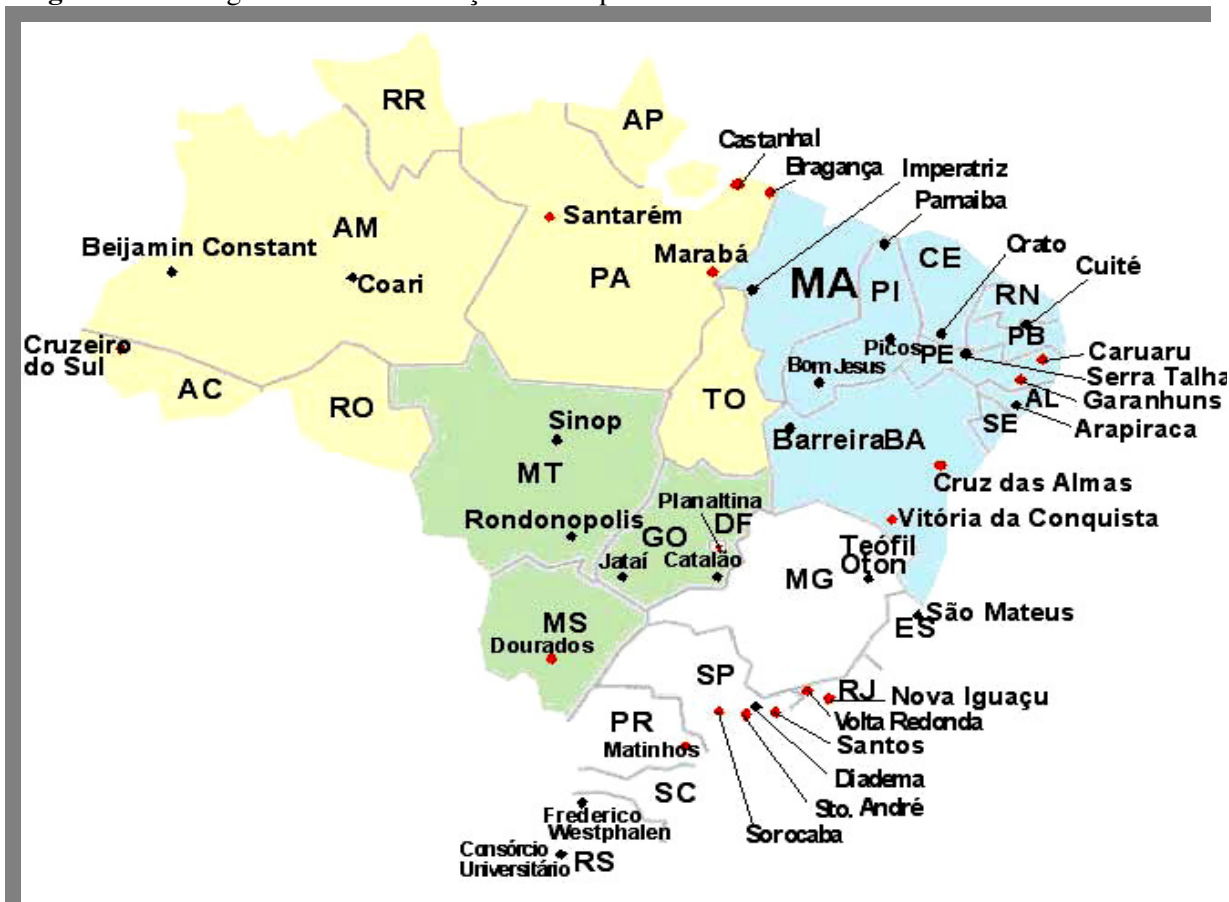 RR
AP
Castanhal
Bragança
Imperatriz
Parnaiba
Santarém
AM
Crato
Beijamin Constant
Marabá
CE
Cuité
Coari
PA
MA
PI
RN
Cruzeiro
do Sul
Picos
PE
PB
Caruaru
Bom Jesus
Serra Talha
AC
RO
TO
AL
Garanhuns
Sinop
SE
Arapiraca
Barreira
BA
MT
Cruz das Almas
Planaltina
Rondonopolis
GO
DF
Vitória da Conquista
Jataí
Catalão
Teófil
Oton
MG
MS
ES
São Mateus
Dourados
SP
RJ
Nova Iguaçu
PR
Volta Redonda
Matinhos
Santos
SC
Diadema
Frederico
Westphalen
Sto. André
Sorocaba
Consórcio
Universitário
RS